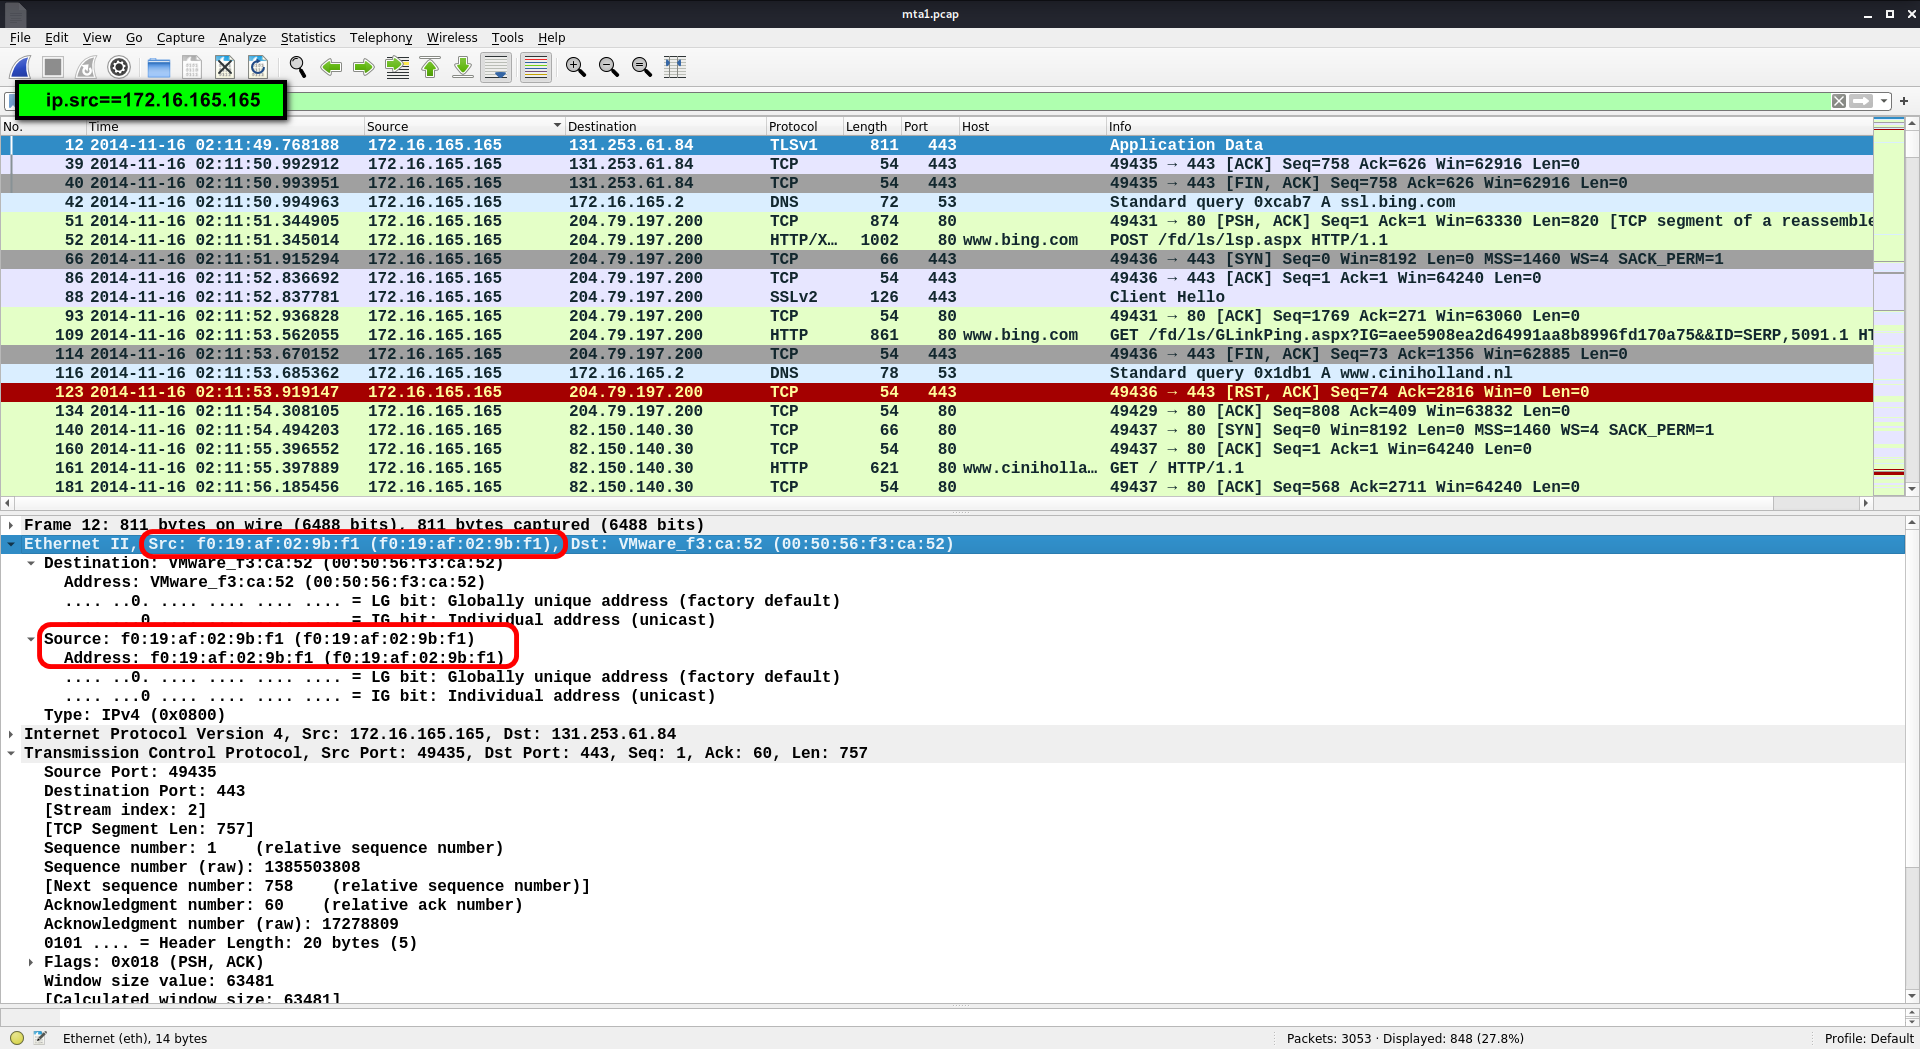 mta1.pcap
File Edit View Go Capture Analyze Statistics Telephony Wireless Tools Help
ip.src==172.16.165.165
No. Time Source Destination Protocol Length Port Host Info
12 2014-11-16 02:11:49.768188 172.16.165.165 131.253.61.84 TLSv1 811 443 Application Data
39 2014-11-16 02:11:50.992912 172.16.165.165 131.253.61.84 TCP 54 443 49435 → 443 [ACK] Seq=758 Ack=626 Win=62916 Len=0
40 2014-11-16 02:11:50.993951 172.16.165.165 131.253.61.84 TCP 54 443 49435 → 443 [FIN, ACK] Seq=758 Ack=626 Win=62916 Len=0
42 2014-11-16 02:11:50.994963 172.16.165.165 172.16.165.2 DNS 72 53 Standard query 0xcab7 A ssl.bing.com
51 2014-11-16 02:11:51.344905 172.16.165.165 204.79.197.200 TCP 874 80 49431 → 80 [PSH, ACK] Seq=1 Ack=1 Win=63330 Len=820 [TCP segment of a reassemble
52 2014-11-16 02:11:51.345014 172.16.165.165 204.79.197.200 HTTP/X… 1002 80 www.bing.com POST /fd/ls/lsp.aspx HTTP/1.1
66 2014-11-16 02:11:51.915294 172.16.165.165 204.79.197.200 TCP 66 443 49436 → 443 [SYN] Seq=0 Win=8192 Len=0 MSS=1460 WS=4 SACK_PERM=1
86 2014-11-16 02:11:52.836692 172.16.165.165 204.79.197.200 TCP 54 443 49436 → 443 [ACK] Seq=1 Ack=1 Win=64240 Len=0
88 2014-11-16 02:11:52.837781 172.16.165.165 204.79.197.200 SSLv2 126 443 Client Hello
93 2014-11-16 02:11:52.936828 172.16.165.165 204.79.197.200 TCP 54 80 49431 → 80 [ACK] Seq=1769 Ack=271 Win=63060 Len=0
109 2014-11-16 02:11:53.562055 172.16.165.165 204.79.197.200 HTTP 861 80 www.bing.com GET /fd/ls/GLinkPing.aspx?IG=aee5908ea2d64991aa8b8996fd170a75&&ID=SERP,5091.1 HT
114 2014-11-16 02:11:53.670152 172.16.165.165 204.79.197.200 TCP 54 443 49436 → 443 [FIN, ACK] Seq=73 Ack=1356 Win=62885 Len=0
116 2014-11-16 02:11:53.685362 172.16.165.165 172.16.165.2 DNS 78 53 Standard query 0x1db1 A www.ciniholland.nl
123 2014-11-16 02:11:53.919147 172.16.165.165 204.79.197.200 TCP 54 443 49436 → 443 [RST, ACK] Seq=74 Ack=2816 Win=0 Len=0
134 2014-11-16 02:11:54.308105 172.16.165.165 204.79.197.200 TCP 54 80 49429 → 80 [ACK] Seq=808 Ack=409 Win=63832 Len=0
140 2014-11-16 02:11:54.494203 172.16.165.165 82.150.140.30 TCP 66 80 49437 → 80 [SYN] Seq=0 Win=8192 Len=0 MSS=1460 WS=4 SACK_PERM=1
160 2014-11-16 02:11:55.396552 172.16.165.165 82.150.140.30 TCP 54 80 49437 → 80 [ACK] Seq=1 Ack=1 Win=64240 Len=0
161 2014-11-16 02:11:55.397889 172.16.165.165 82.150.140.30 HTTP 621 80 www.ciniholla… GET / HTTP/1.1
181 2014-11-16 02:11:56.185456 172.16.165.165 82.150.140.30 TCP 54 80 49437 → 80 [ACK] Seq=568 Ack=2711 Win=64240 Len=0
Frame 12: 811 bytes on wire (6488 bits), 811 bytes captured (6488 bits)
Ethernet II, Src: f0:19:af:02:9b:f1 (f0:19:af:02:9b:f1), Dst: VMware_f3:ca:52 (00:50:56:f3:ca:52)
Destination: VMware_f3:ca:52 (00:50:56:f3:ca:52)
Address: VMware_f3:ca:52 (00:50:56:f3:ca:52)
.... ..0. .... .... .... .... = LG bit: Globally unique address (factory default)
.... ...0 .... .... .... .... = IG bit: Individual address (unicast)
Source: f0:19:af:02:9b:f1 (f0:19:af:02:9b:f1)
Address: f0:19:af:02:9b:f1 (f0:19:af:02:9b:f1)
.... ..0. .... .... .... .... = LG bit: Globally unique address (factory default)
.... ...0 .... .... .... .... = IG bit: Individual address (unicast)
Type: IPv4 (0x0800)
Internet Protocol Version 4, Src: 172.16.165.165, Dst: 131.253.61.84
Transmission Control Protocol, Src Port: 49435, Dst Port: 443, Seq: 1, Ack: 60, Len: 757
Source Port: 49435
Destination Port: 443
[Stream index: 2]
[TCP Segment Len: 757]
Sequence number: 1 (relative sequence number)
Sequence number (raw): 1385503808
[Next sequence number: 758 (relative sequence number)]
Acknowledgment number: 60 (relative ack number)
Acknowledgment number (raw): 17278809
0101 .... = Header Length: 20 bytes (5)
Flags: 0x018 (PSH, ACK)
Window size value: 63481
[Calculated window size: 63481]
Ethernet (eth), 14 bytes
Packets: 3053 · Displayed: 848 (27.8%)
Profile: Default